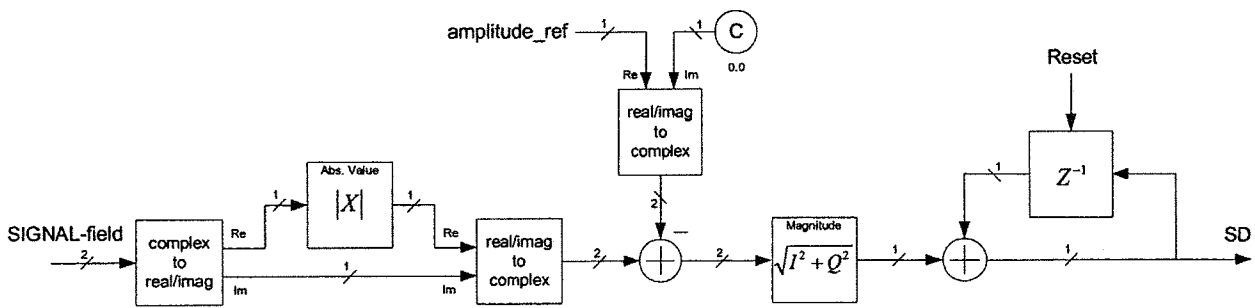 amplitude_ref
1
1
C
0.0
Re
Im
real/imag
to
complex
2
−
Reset
1
Z⁻¹
Abs. Value
|X|
1
1
SIGNAL-field
2
complex
to
real/imag
Re
Im
1
Re
Im
real/imag
to
complex
2
2
Magnitude
√I² + Q²
1
1
SD